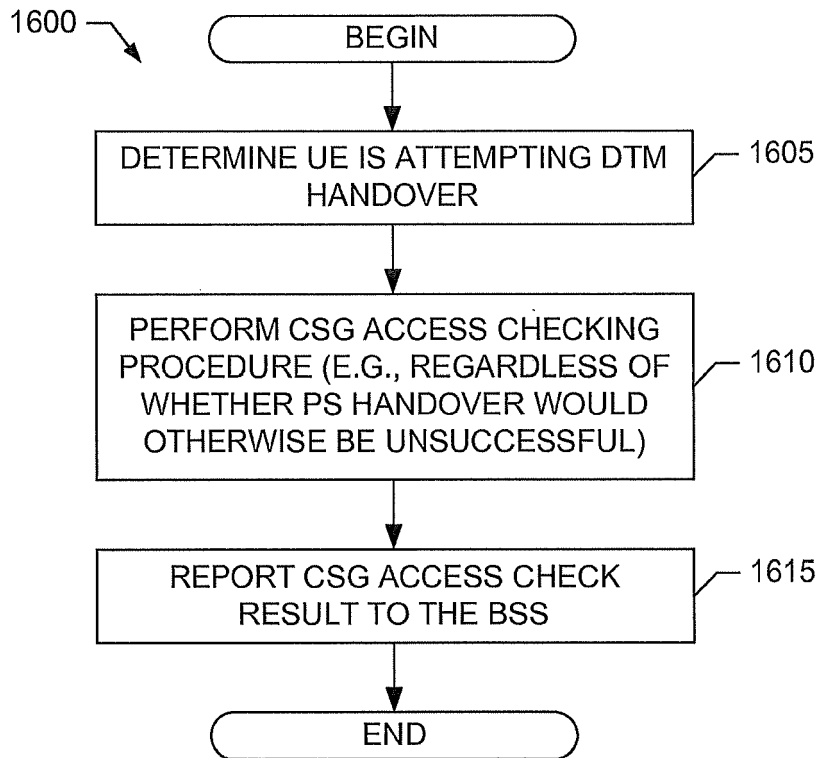 1600
BEGIN
DETERMINE UE IS ATTEMPTING DTM
HANDOVER
1605
PERFORM CSG ACCESS CHECKING
PROCEDURE (E.G., REGARDLESS OF
WHETHER PS HANDOVER WOULD
OTHERWISE BE UNSUCCESSFUL)
1610
REPORT CSG ACCESS CHECK
RESULT TO THE BSS
1615
END